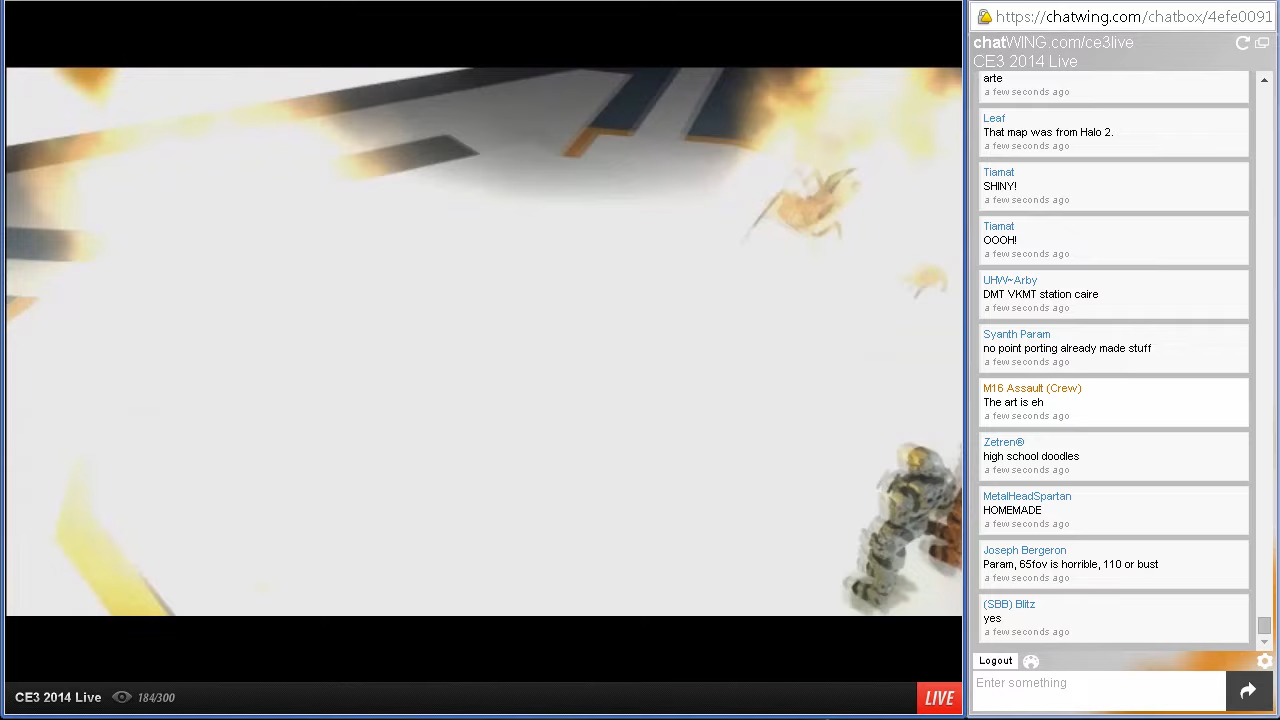 https://chatwing.com/chatbox/4efe0091
chatWING.com/ce3live
CE3 2014 Live
arte
a few seconds ago
Leaf
That map was from Halo 2.
a few seconds ago
Tiamat
SHINY!
a few seconds ago
Tiamat
OOOH!
a few seconds ago
UHW~Arby
DMT VKMT station caire
a few seconds ago
Syanth Param
no point porting already made stuff
a few seconds ago
M16 Assault (Crew)
The art is eh
a few seconds ago
Zetren®
high school doodles
a few seconds ago
MetalHeadSpartan
HOMEMADE
a few seconds ago
Joseph Bergeron
Param, 65fov is horrible, 110 or bust
a few seconds ago
(SBB) Blitz
yes
a few seconds ago
Logout
Enter something
CE3 2014 Live 184/300 LIVE